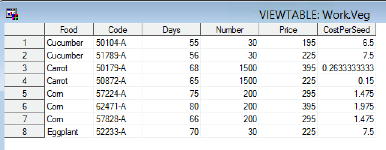 VIEWTABLE: Work.Veg
Food Code Days Number Price CostPerSeed
1 Cucumber 50104-A 55 30 195 6.5
2 Cucumber 51789-A 56 30 225 7.5
3 Carrot 50179-A 68 1500 395 0.2633333333
4 Carrot 50872-A 65 1500 225 0.15
5 Corn 57224-A 75 200 295 1.475
6 Corn 62471-A 80 200 395 1.975
7 Corn 57828-A 66 200 295 1.475
8 Eggplant 52233-A 70 30 225 7.5